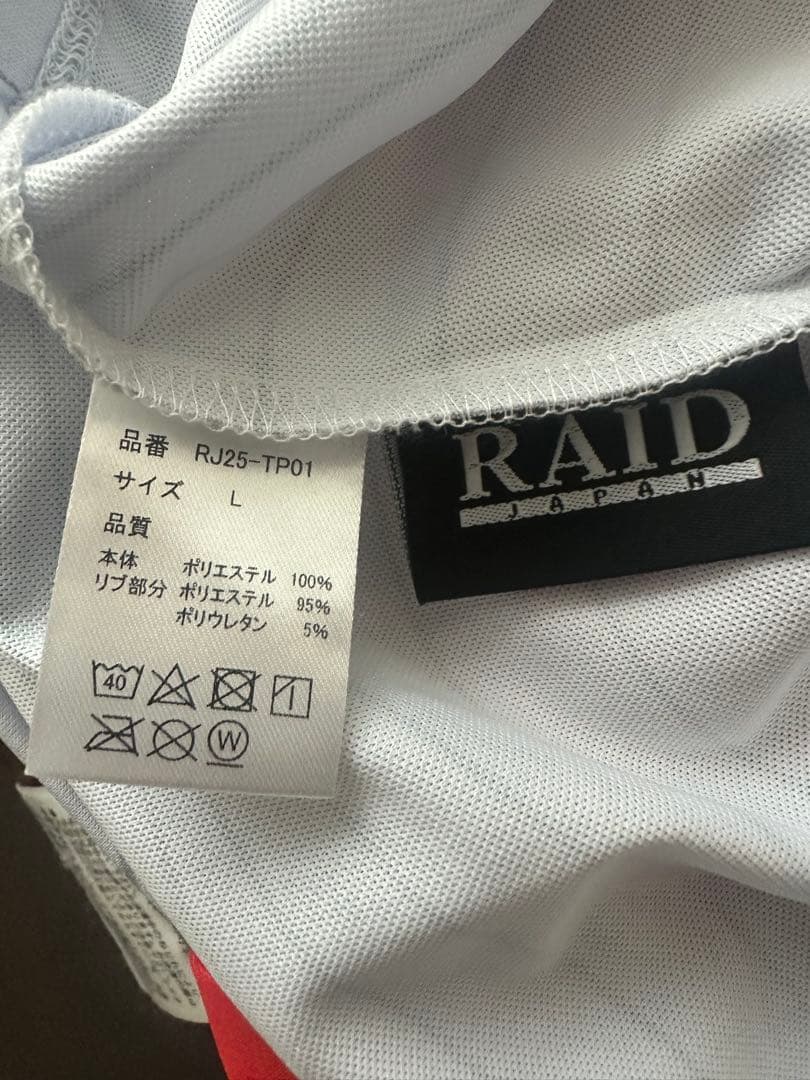 品番 RJ25-TP01
サイズ L
品質
本体 ポリエステル 100%
リブ部分 ポリエステル 95%
ポリウレタン 5%
40
W
RAID
JAPAN